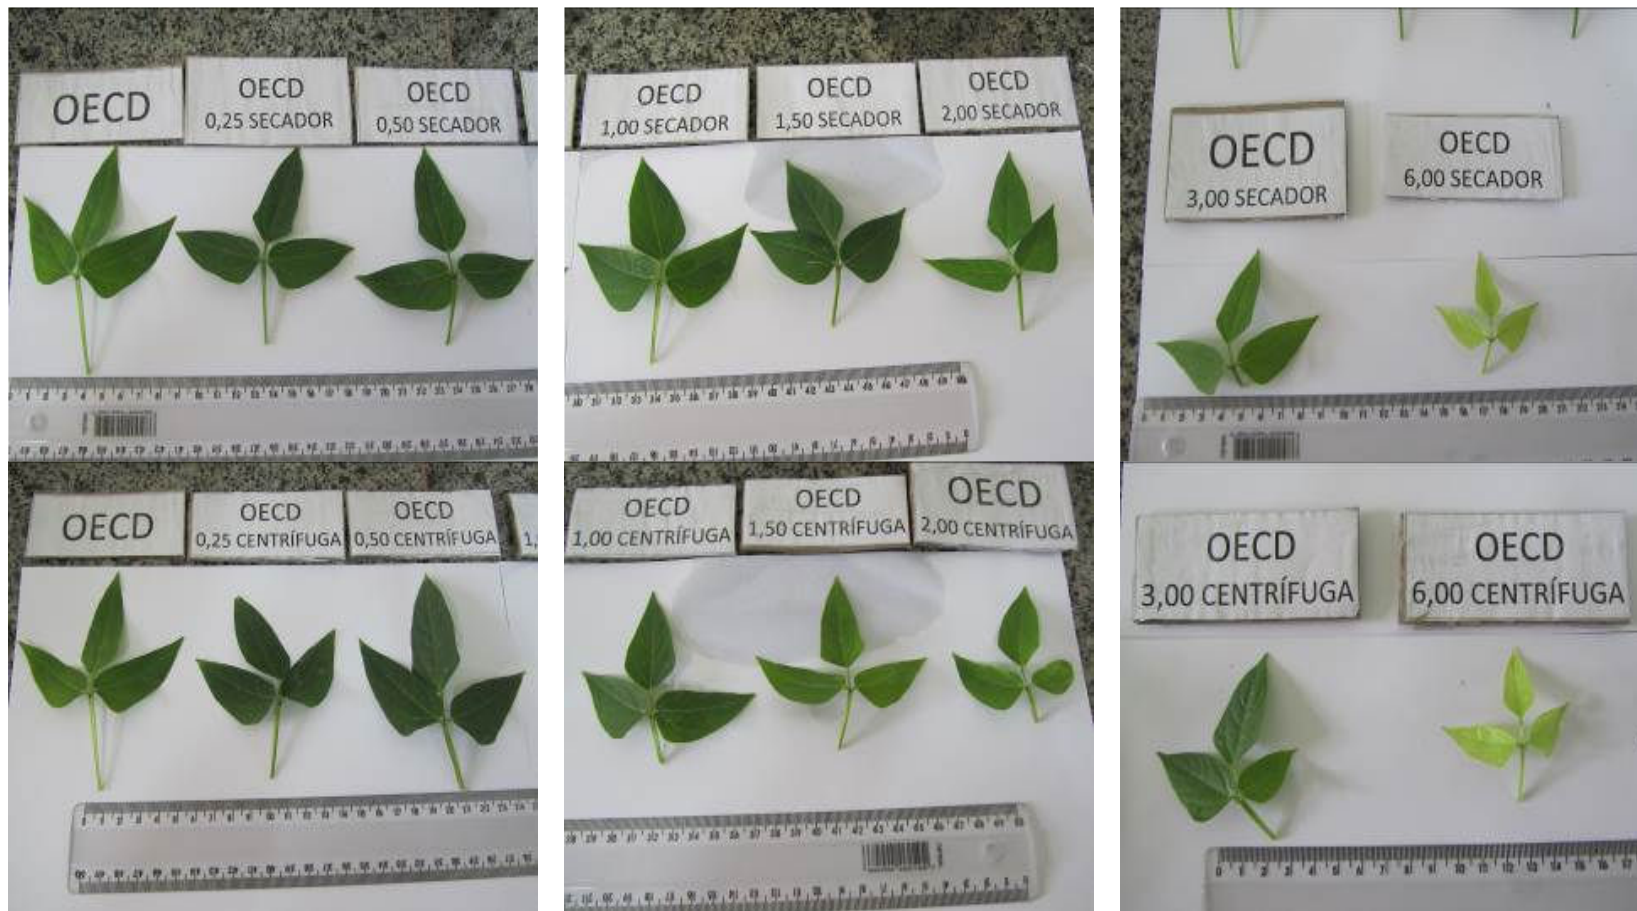 OECD
OECD
0,25 SECADOR
OECD
0,50 SECADOR
OECD
1,00 SECADOR
OECD
1,50 SECADOR
OECD
2,00 SECADOR
OECD
3,00 SECADOR
OECD
6,00 SECADOR
OECD
OECD
0,25 CENTRÍFUGA
OECD
0,50 CENTRÍFUGA
OECD
1,00 CENTRÍFUGA
OECD
1,50 CENTRÍFUGA
OECD
2,00 CENTRÍFUGA
OECD
3,00 CENTRÍFUGA
OECD
6,00 CENTRÍFUGA